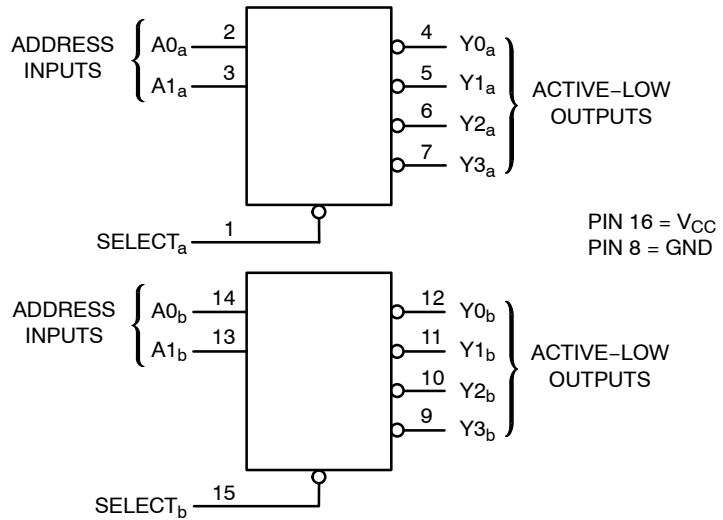 ADDRESS INPUTS
A0a 2
A1a 3
4 Y0a
5 Y1a
6 Y2a
7 Y3a
ACTIVE–LOW OUTPUTS
SELECTa 1
PIN 16 = VCC
PIN 8 = GND
ADDRESS INPUTS
A0b 14
A1b 13
12 Y0b
11 Y1b
10 Y2b
9 Y3b
ACTIVE–LOW OUTPUTS
SELECTb 15